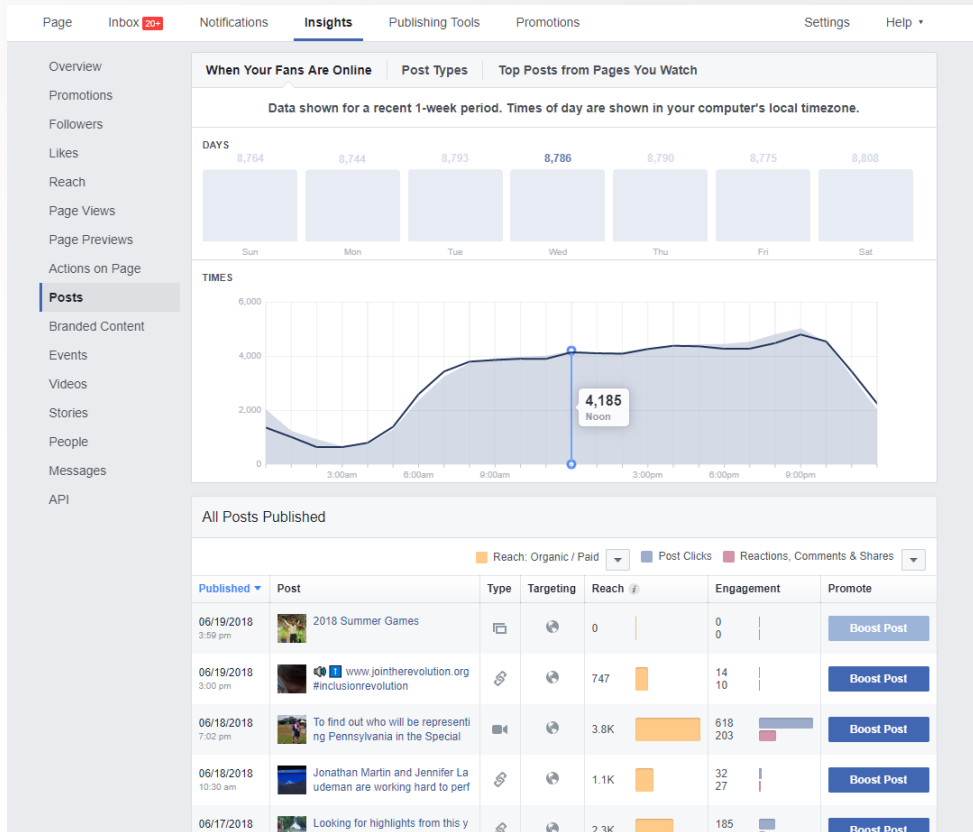 Page Inbox 20+ Notifications Insights Publishing Tools Promotions Settings Help
Overview
Promotions
Followers
Likes
Reach
Page Views
Page Previews
Actions on Page
Posts
Branded Content
Events
Videos
Stories
People
Messages
API
When Your Fans Are Online Post Types Top Posts from Pages You Watch
Data shown for a recent 1-week period. Times of day are shown in your computer's local timezone.
DAYS
8,764 8,744 8,793 8,786 8,790 8,775 8,808
Sun Mon Tue Wed Thu Fri Sat
TIMES
6,000
4,000
2,000
0
4,185
Noon
3:00am 6:00am 9:00am 3:00pm 6:00pm 9:00pm
All Posts Published
Reach: Organic / Paid Post Clicks Reactions, Comments & Shares
Published Post Type Targeting Reach i Engagement Promote
06/19/2018 2018 Summer Games 0 0 Boost Post
3:59 pm 0
06/19/2018 www.jointherevolution.org 747 14 Boost Post
3:00 pm #inclusionrevolution 10
06/18/2018 To find out who will be representi 3.8K 618 Boost Post
7:02 pm ng Pennsylvania in the Special 203
06/18/2018 Jonathan Martin and Jennifer La 1.1K 32 Boost Post
10:30 am udeman are working hard to perf 27
06/17/2018 Looking for highlights from this y 2.3K 185 Boost Post